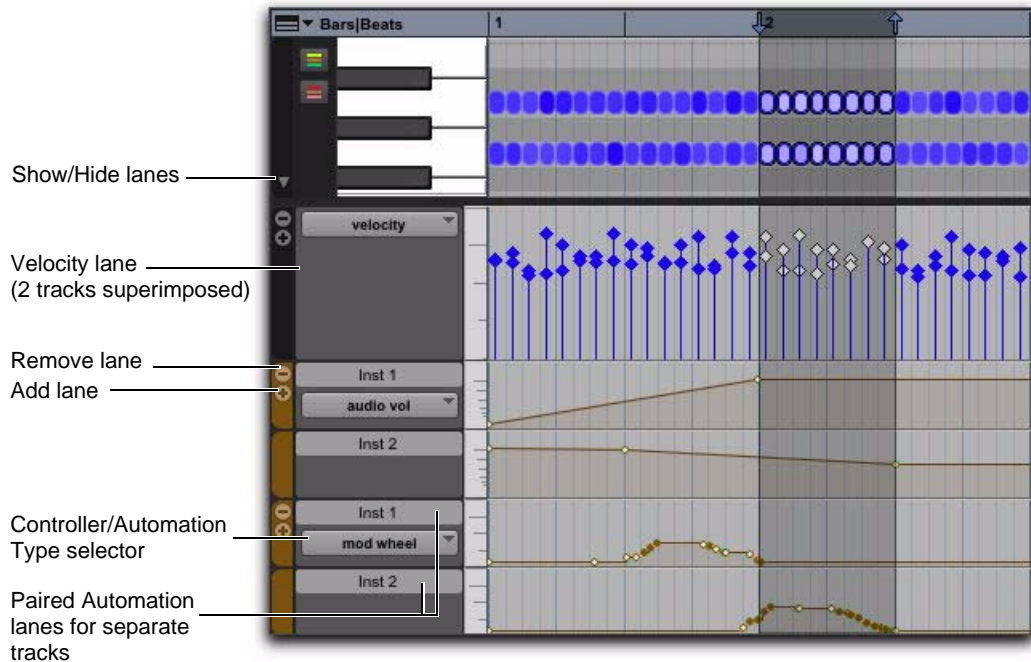 Bars|Beats
1
2
Show/Hide lanes
velocity
Velocity lane
(2 tracks superimposed)
Remove lane
Inst 1
Add lane
audio vol
Inst 2
Inst 1
Controller/Automation
Type selector
mod wheel
Inst 2
Paired Automation
lanes for separate
tracks